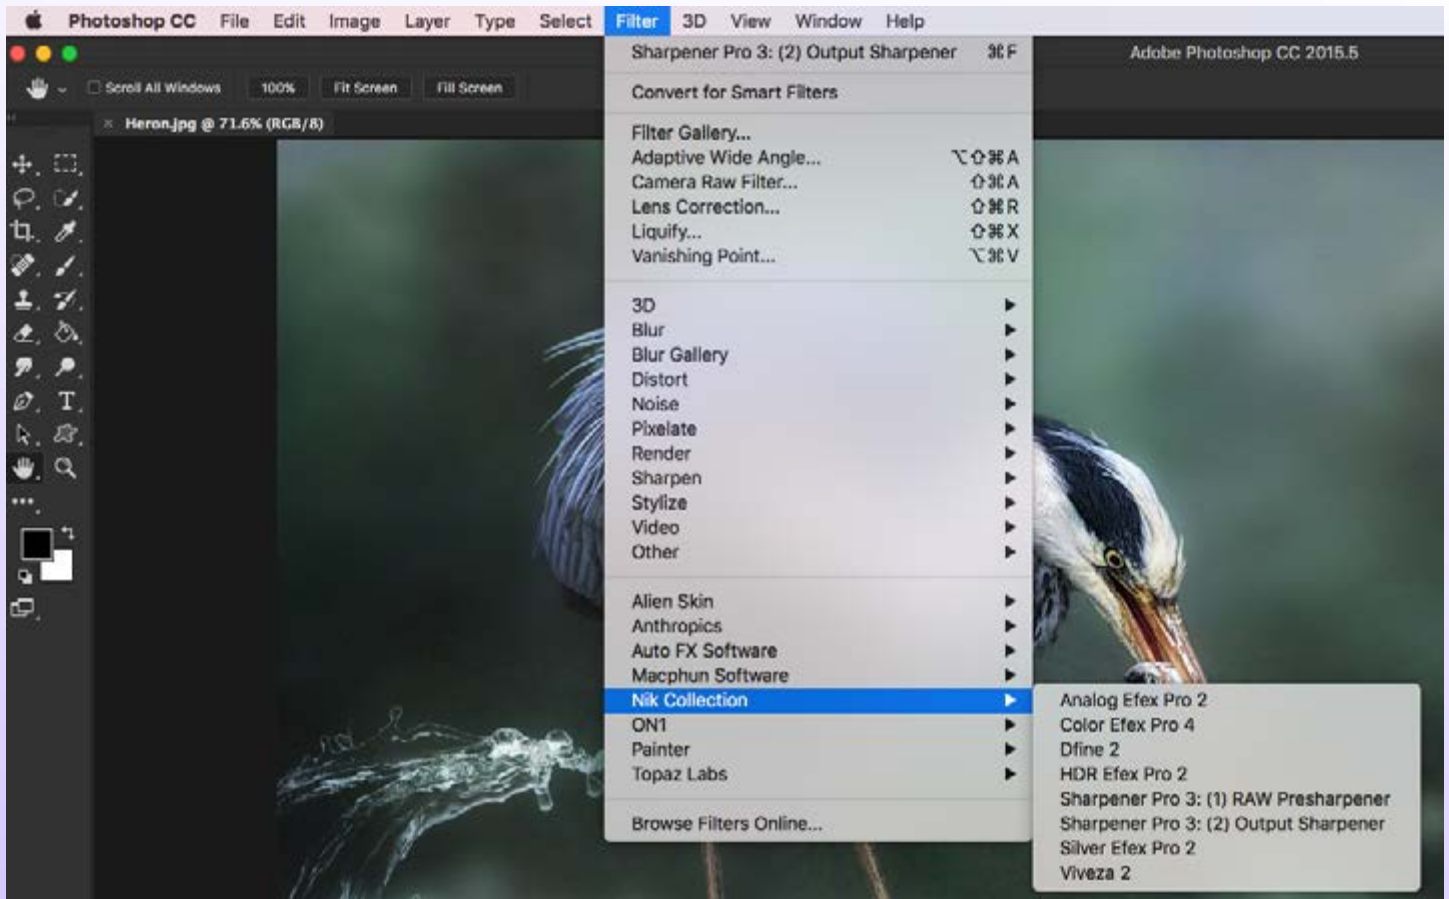 Photoshop CC File Edit Image Layer Type Select Filter 3D View Window Help
Adobe Photoshop CC 2015.5
Scroll All Windows 100% Fit Screen Fill Screen
× Heron.jpg @ 71.6% (RGB/8)
Sharpener Pro 3: (2) Output Sharpener ⌘F
Convert for Smart Filters
Filter Gallery...
Adaptive Wide Angle... ⌥⇧⌘A
Camera Raw Filter... ⇧⌘A
Lens Correction... ⇧⌘R
Liquify... ⇧⌘X
Vanishing Point... ⌥⌘V
3D
Blur
Blur Gallery
Distort
Noise
Pixelate
Render
Sharpen
Stylize
Video
Other
Alien Skin
Anthropics
Auto FX Software
Macphun Software
Nik Collection
ON1
Painter
Topaz Labs
Browse Filters Online...
Analog Efex Pro 2
Color Efex Pro 4
Dfine 2
HDR Efex Pro 2
Sharpener Pro 3: (1) RAW Presharpener
Sharpener Pro 3: (2) Output Sharpener
Silver Efex Pro 2
Viveza 2